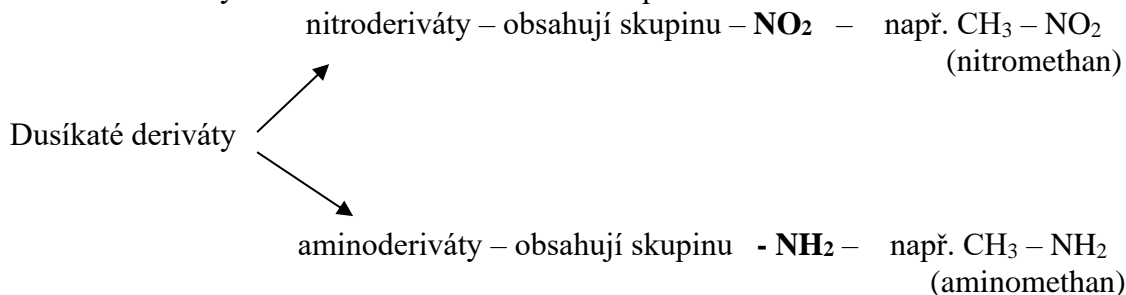 nitroderiváty – obsahují skupinu – NO₂ – např. CH₃ – NO₂
(nitromethan)
Dusíkaté deriváty
aminoderiváty – obsahují skupinu - NH₂ – např. CH₃ – NH₂
(aminomethan)